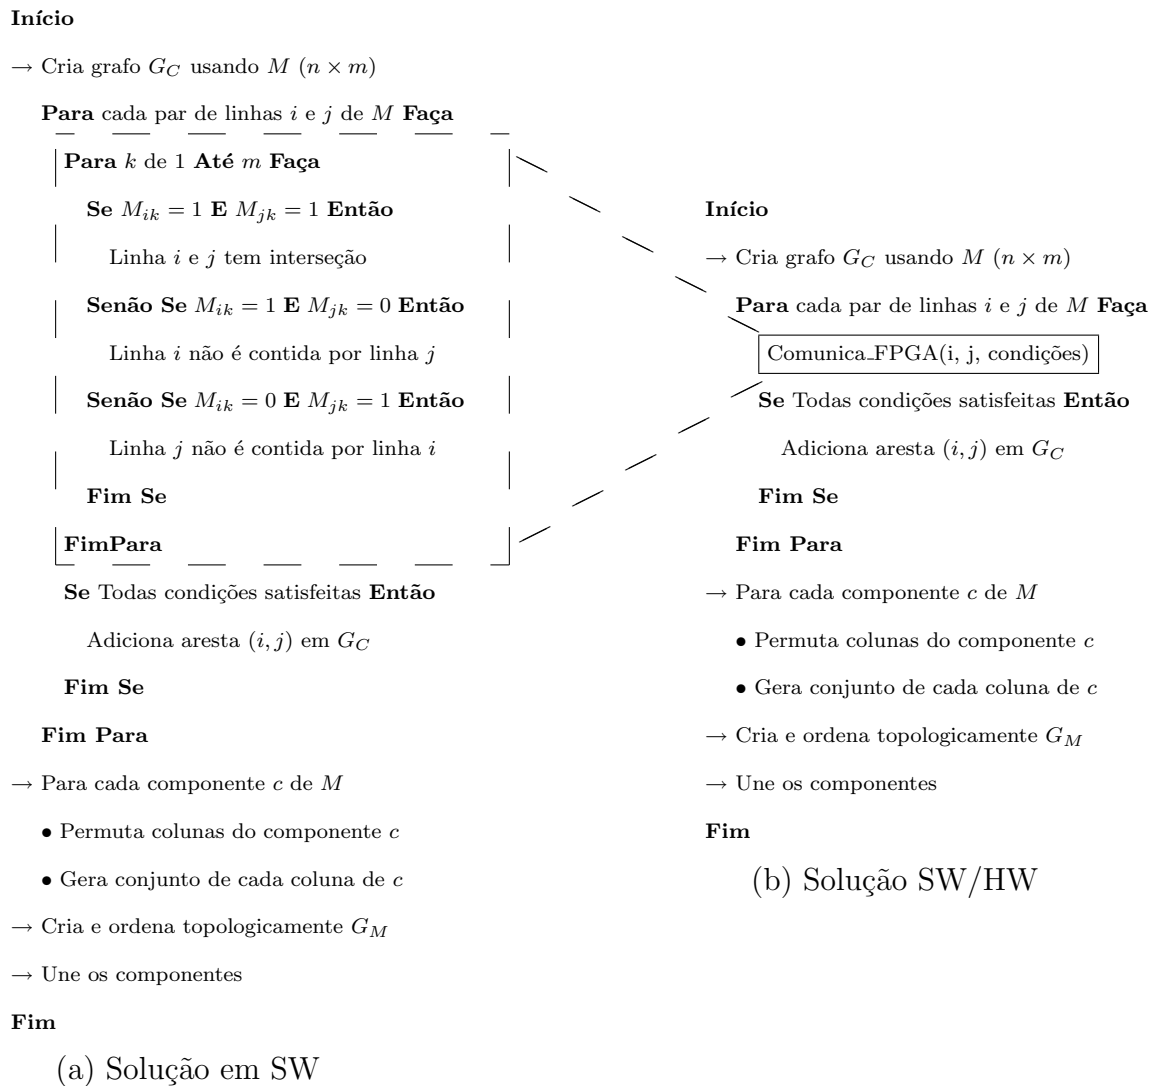 Início
→ Cria grafo G_C usando M (n × m)
Para cada par de linhas i e j de M Faça
Para k de 1 Até m Faça
Se M_ik = 1 E M_jk = 1 Então
Linha i e j tem interseção
Senão Se M_ik = 1 E M_jk = 0 Então
Linha i não é contida por linha j
Senão Se M_ik = 0 E M_jk = 1 Então
Linha j não é contida por linha i
Fim Se
FimPara
Se Todas condições satisfeitas Então
Adiciona aresta (i, j) em G_C
Fim Se
Fim Para
→ Para cada componente c de M
• Permuta colunas do componente c
• Gera conjunto de cada coluna de c
→ Cria e ordena topologicamente G_M
→ Une os componentes
Fim
(a) Solução em SW
Início
→ Cria grafo G_C usando M (n × m)
Para cada par de linhas i e j de M Faça
Comunica_FPGA(i, j, condições)
Se Todas condições satisfeitas Então
Adiciona aresta (i, j) em G_C
Fim Se
Fim Para
→ Para cada componente c de M
• Permuta colunas do componente c
• Gera conjunto de cada coluna de c
→ Cria e ordena topologicamente G_M
→ Une os componentes
Fim
(b) Solução SW/HW